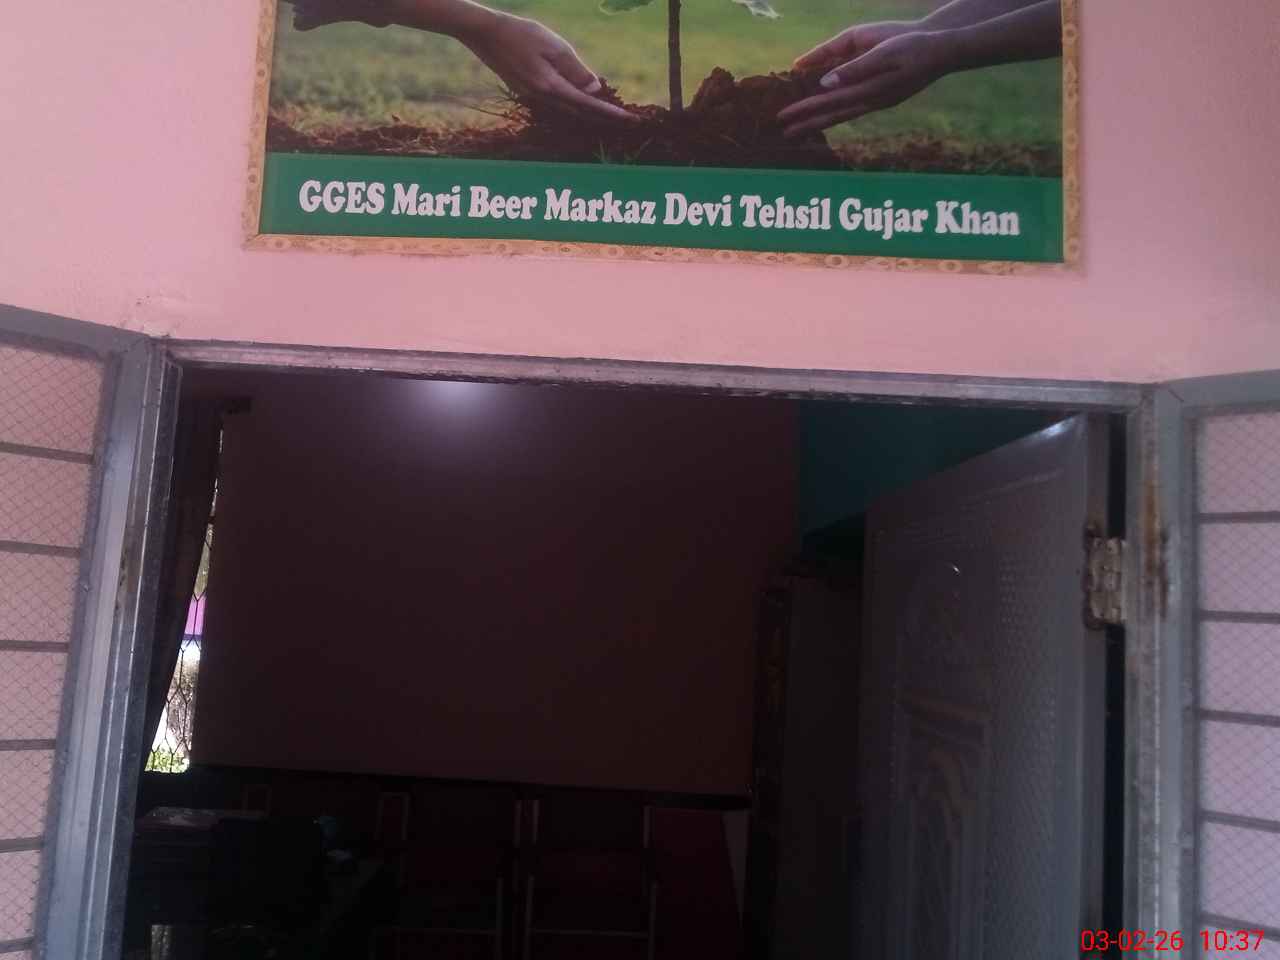 GGES Mari Beer Markaz Devi Tehsil Gujar Khan
03-02-26 10:37